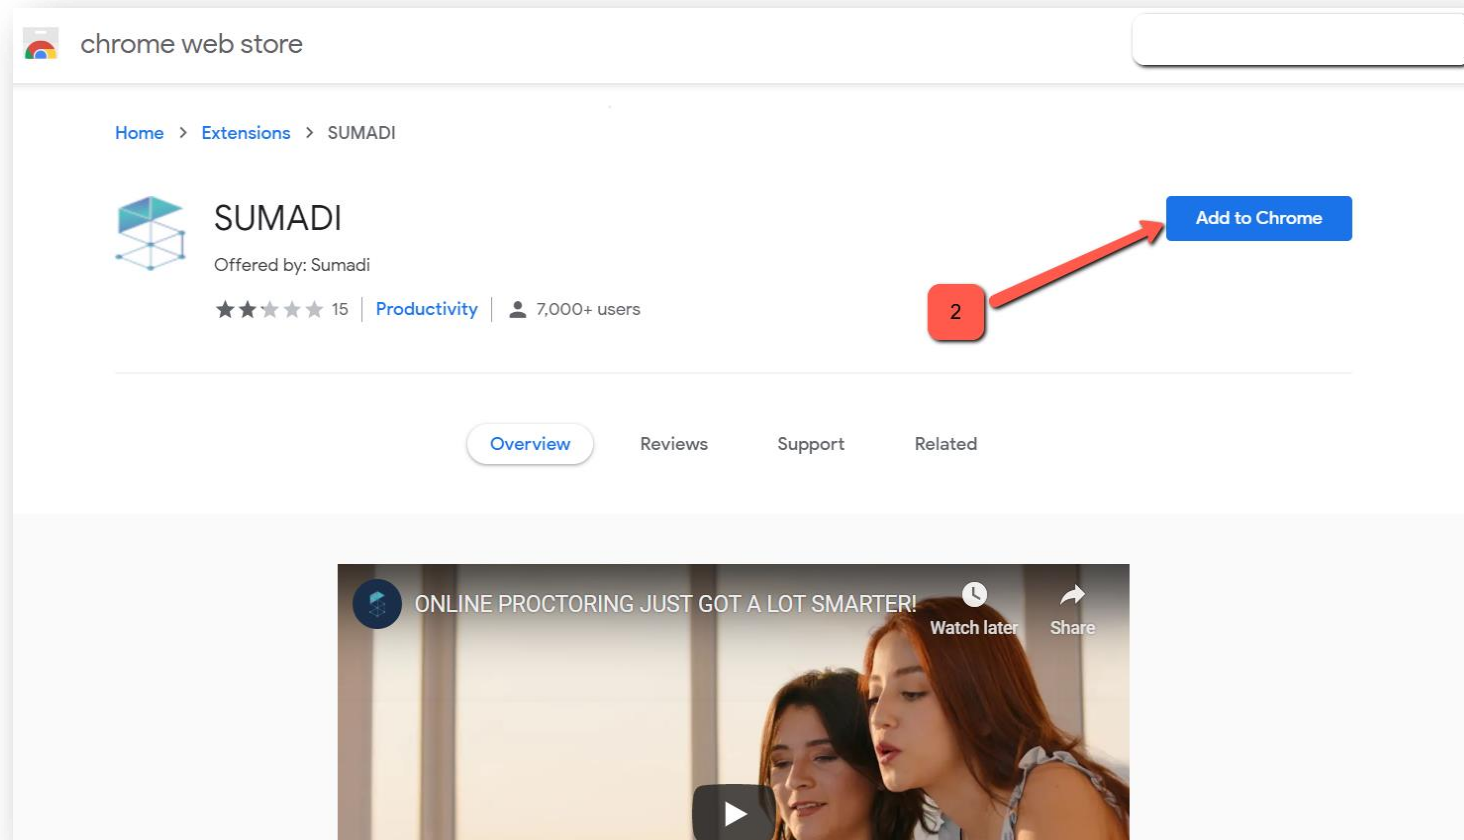 chrome web store
Home > Extensions > SUMADI
SUMADI
Add to Chrome
Offered by: Sumadi
15 | Productivity | 7,000+ users
2
Overview Reviews Support Related
ONLINE PROCTORING JUST GOT A LOT SMARTER!
Watch later Share